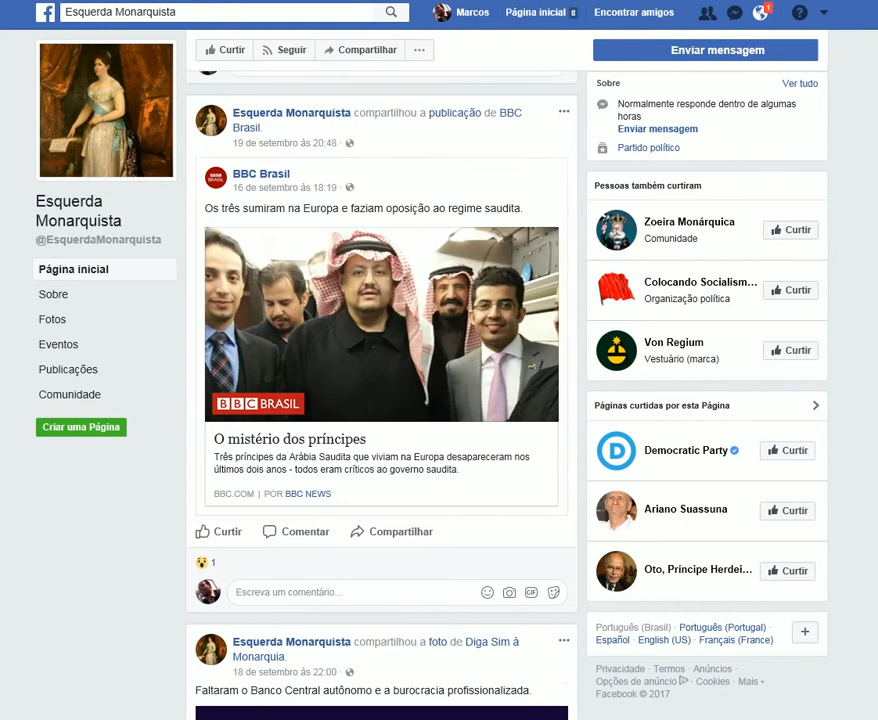 Esquerda Monarquista
Marcos
Página inicial 8
Encontrar amigos
1
Curtir
Seguir
Compartilhar
Enviar mensagem
Esquerda
Monarquista
@EsquerdaMonarquista
Página inicial
Sobre
Fotos
Eventos
Publicações
Comunidade
Criar uma Página
Esquerda Monarquista compartilhou a publicação de BBC
Brasil.
19 de setembro às 20:48 ·
BBC Brasil
16 de setembro às 18:19 ·
Os três sumiram na Europa e faziam oposição ao regime saudita.
BBC BRASIL
O mistério dos príncipes
Três príncipes da Arábia Saudita que viviam na Europa desapareceram nos
últimos dois anos - todos eram críticos ao governo saudita.
BBC.COM | POR BBC NEWS
Curtir
Comentar
Compartilhar
1
Escreva um comentário...
GIF
Esquerda Monarquista compartilhou a foto de Diga Sim à
Monarquia.
18 de setembro às 22:00 ·
Faltaram o Banco Central autônomo e a burocracia profissionalizada.
Sobre
Ver tudo
Normalmente responde dentro de algumas
horas
Enviar mensagem
Partido político
Pessoas também curtiram
Zoeira Monárquica
Comunidade
Curtir
Colocando Socialism...
Organização política
Curtir
Von Regium
Vestuário (marca)
Curtir
Páginas curtidas por esta Página
Democratic Party
Curtir
Ariano Suassuna
Curtir
Oto, Príncipe Herdei...
Curtir
Português (Brasil) · Português (Portugal) ·
Español · English (US) · Français (France)
Privacidade · Termos · Anúncios ·
Opções de anúncio · Cookies · Mais
Facebook © 2017